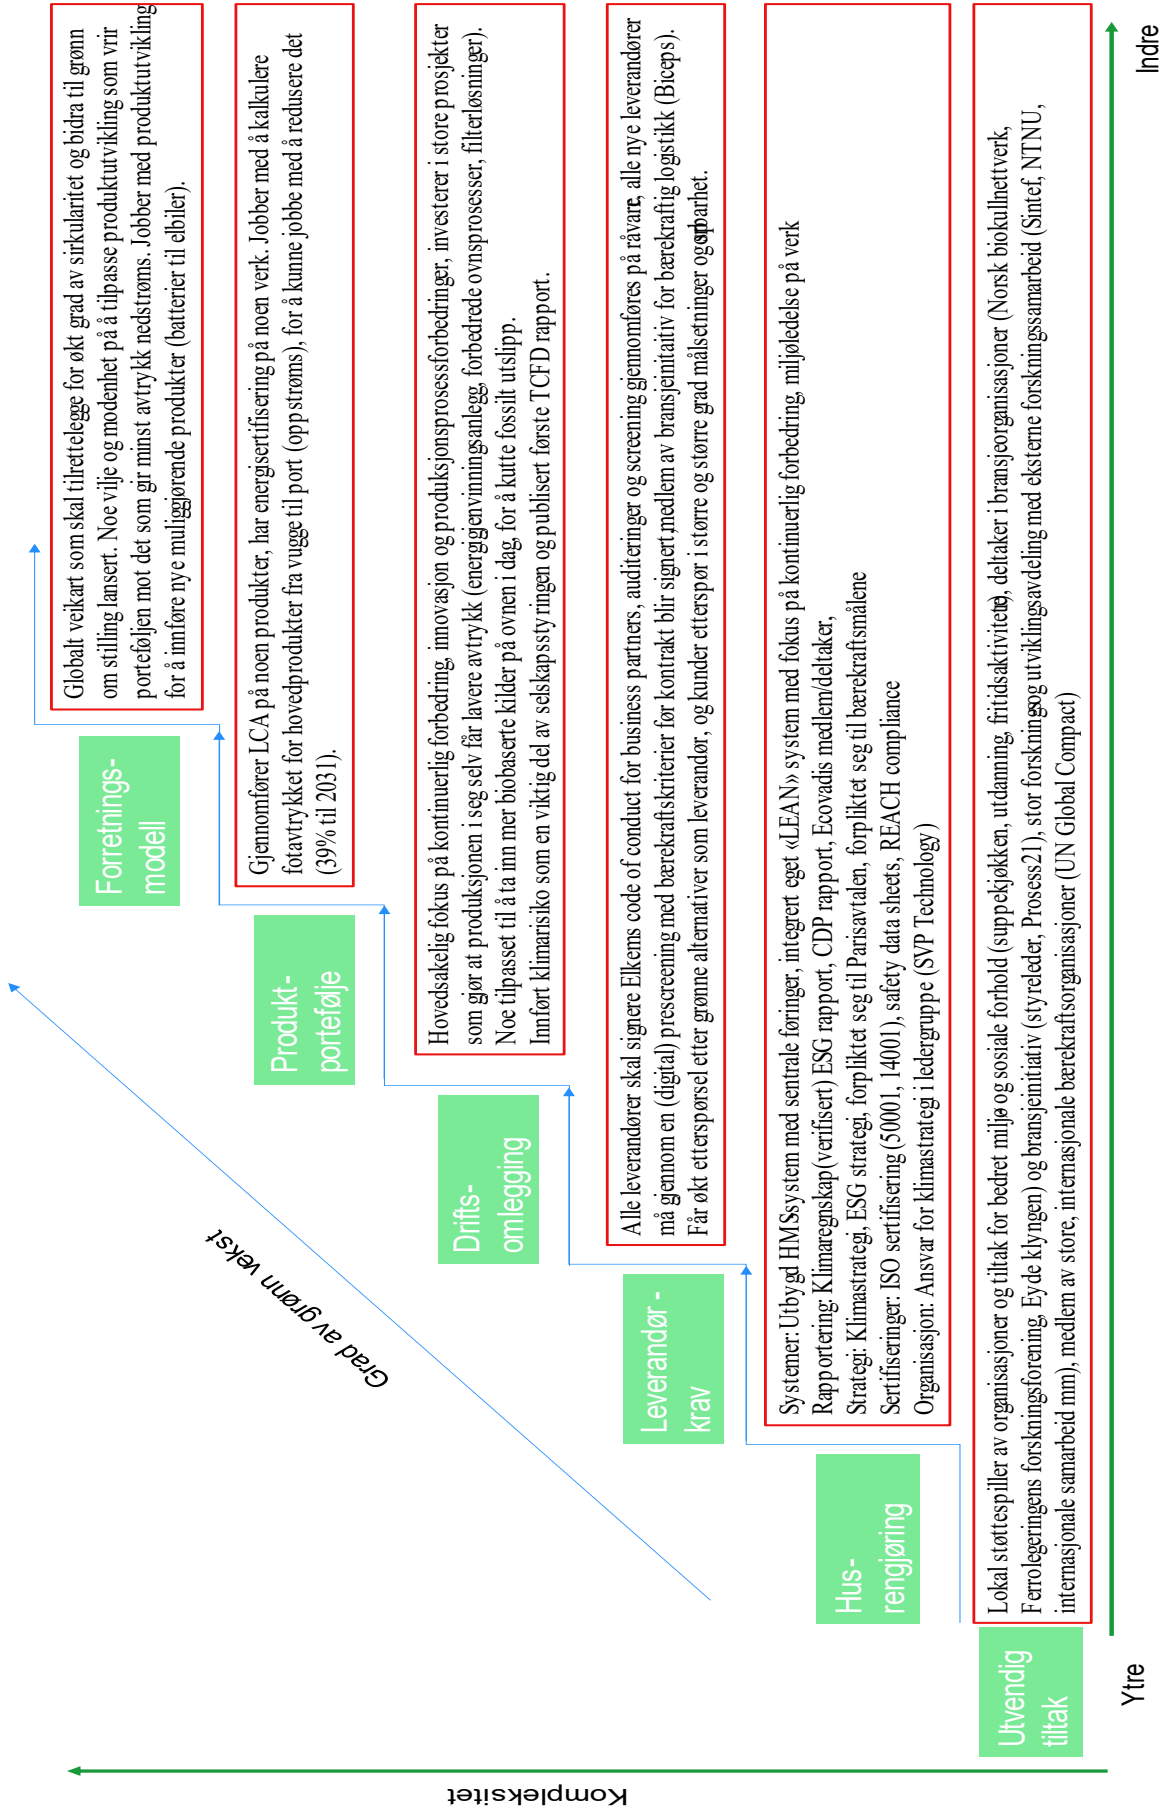 Kompleksitet
Grad av grønn vekst
Forretnings-
modell
Globalt veikart som skal tilrettelegge for økt grad av sirkularitet og bidra til grønn
om stilling lansert. Noe vilje og modenhet på å tilpasse produktutvikling som vrir
porteføljen mot det som gir minst avtrykk nedstrøms. Jobber med produktutvikling
for å innføre nye muliggjørende produkter (batterier til elbiler).
Produkt-
portefølje
Gjennomfører LCA på noen produkter, har energisertifisering på noen verk. Jobber med å kalkulere
fotavtrykket for hovedprodukter fra vugge til port (oppstrøms), for å kunne jobbe med å redusere det
(39% til 2031).
Drifts-
omlegging
Hovedsakelig fokus på kontinuerlig forbedring, innovasjon og produksjonsprosessforbedringer, investerer i store prosjekter
som gjør at produksjonen i seg selv får lavere avtrykk (energigjenvinningsanlegg, forbedrede ovnsprosesser, filterløsninger).
Noe tilpasset til å ta inn mer biobaserte kilder på ovnen i dag, for å kutte fossilt utslipp.
Innført klimarisiko som en viktig del av selskapsstyringen og publisert første TCFD rapport.
Leverandør -
krav
Alle leverandører skal signere Elkems code of conduct for business partners, auditeringer og screening gjennomføres på råvare, alle nye leverandører
må gjennom en (digital) prescreening med bærekraftskriterier før kontrakt blir signert, medlem av bransjeinitaitiv for bærekraftig logistikk (Biceps).
Får økt etterspørsel etter grønne alternativer som leverandør, og kunder etterspør i større og større grad målsetninger og sporbarhet.
Hus-
rengjøring
Systemer: Utbygd HMSsystem med sentrale føringer, integrert eget «LEAN» system med fokus på kontinuerlig forbedring, miljøledelse på verk
Rapportering: Klimaregnskap (verifisert) ESG rapport, CDP rapport, Ecovadis medlem/deltaker,
Strategi: Klimastrategi, ESG strategi, forpliktet seg til Parisavtalen, forpliktet seg til bærekraftsmålene
Sertifiseringer: ISO sertifisering (50001, 14001), safety data sheets, REACH compliance
Organisasjon: Ansvar for klimastrategi i ledergruppe (SVP Technology)
Utvendig
tiltak
Lokal støttespiller av organisasjoner og tiltak for bedret miljø og sosiale forhold (suppekjøkken, utdanning, fritidsaktiviteter), deltaker i bransjeorganisasjoner (Norsk biokullnettverk,
Ferrolegeringens forskningsforening, Eyde klyngen) og bransjeinitiativ (styreleder, Prosess21), stor forsknings og utviklingsavdeling med eksterne forskningssamarbeid (Sintef, NTNU,
internasjonale samarbeid mm), medlem av store, internasjonale bærekraftsorganisasjoner (UN Global Compact)
Ytre
Indre